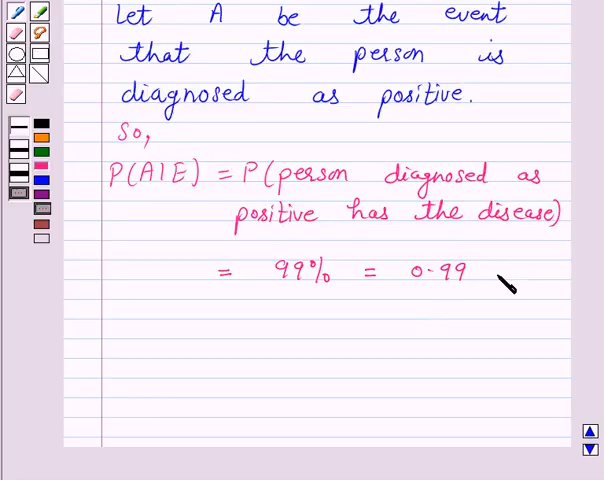 Let A be the event
that the person is
diagnosed as positive.
So,
P(A|E) = P(person diagnosed as
positive has the disease)
= 99% = 0.99